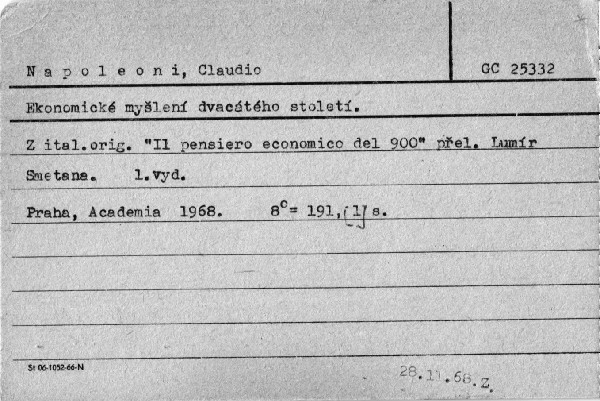 N a p o l e o n i, Claudio
GC 25332
Ekonomické myšlení dvacátého století.
Z ital.orig. "Il pensiero economico del 900" přel. Lumír
Smetana. 1.vyd.
Praha, Academia 1968. 8° = 191,[1] s.
St 06-1052-66-N
28.11.68.Z.